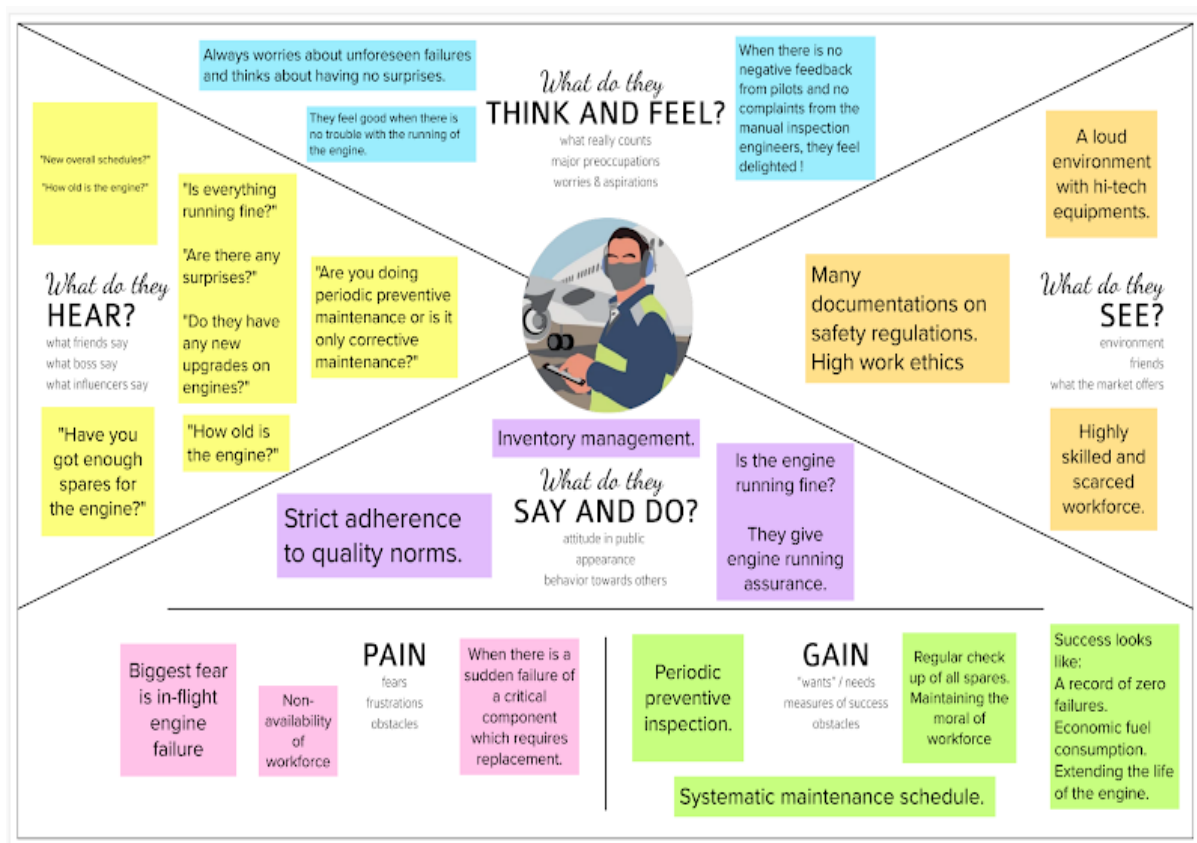 Always worries about unforeseen failures
and thinks about having no surprises.
They feel good when there is
no trouble with the running of
the engine.
What do they
THINK AND FEEL?
what really counts
major preoccupations
worries & aspirations
When there is no
negative feedback
from pilots and no
complaints from the
manual inspection
engineers, they feel
delighted !
"New overall schedules?"
"How old is the engine?"
"Is everything
running fine?"
"Are there any
surprises?"
"Do they have
any new
upgrades on
engines?"
"Are you doing
periodic preventive
maintenance or is it
only corrective
maintenance?"
What do they
HEAR?
what friends say
what boss say
what influencers say
"Have you
got enough
spares for
the engine?"
"How old is
the engine?"
A loud
environment
with hi-tech
equipments.
Many
documentations on
safety regulations.
High work ethics
What do they
SEE?
environment
friends
what the market offers
Highly
skilled and
scarced
workforce.
Inventory management.
What do they
SAY AND DO?
attitude in public
appearance
behavior towards others
Strict adherence
to quality norms.
Is the engine
running fine?
They give
engine running
assurance.
Biggest fear
is in-flight
engine
failure
Non-
availability
of
workforce
PAIN
fears
frustrations
obstacles
When there is a
sudden failure of
a critical
component
which requires
replacement.
Periodic
preventive
inspection.
GAIN
"wants" / needs
measures of success
obstacles
Regular check
up of all spares.
Maintaining the
moral of
workforce
Success looks
like:
A record of zero
failures.
Economic fuel
consumption.
Extending the life
of the engine.
Systematic maintenance schedule.